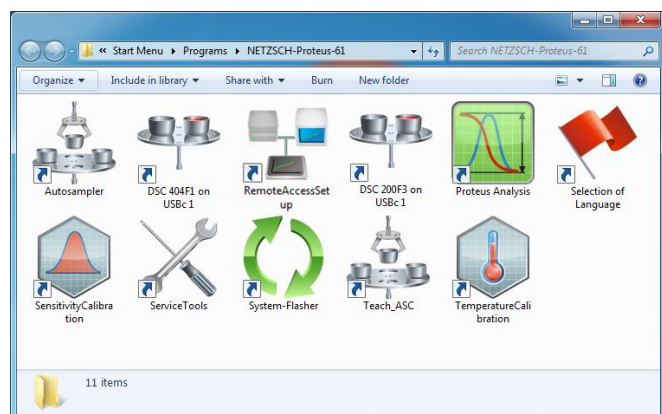 « Start Menu ▸ Programs ▸ NETZSCH-Proteus-61
Search NETZSCH-Proteus-61
Organize Include in library Share with Burn New folder
Autosampler
DSC 404F1 on
USBc 1
RemoteAccessSet
up
DSC 200F3 on
USBc 1
Proteus Analysis
Selection of
Language
SensitivityCalibra
tion
ServiceTools
System-Flasher
Teach_ASC
TemperatureCali
bration
11 items